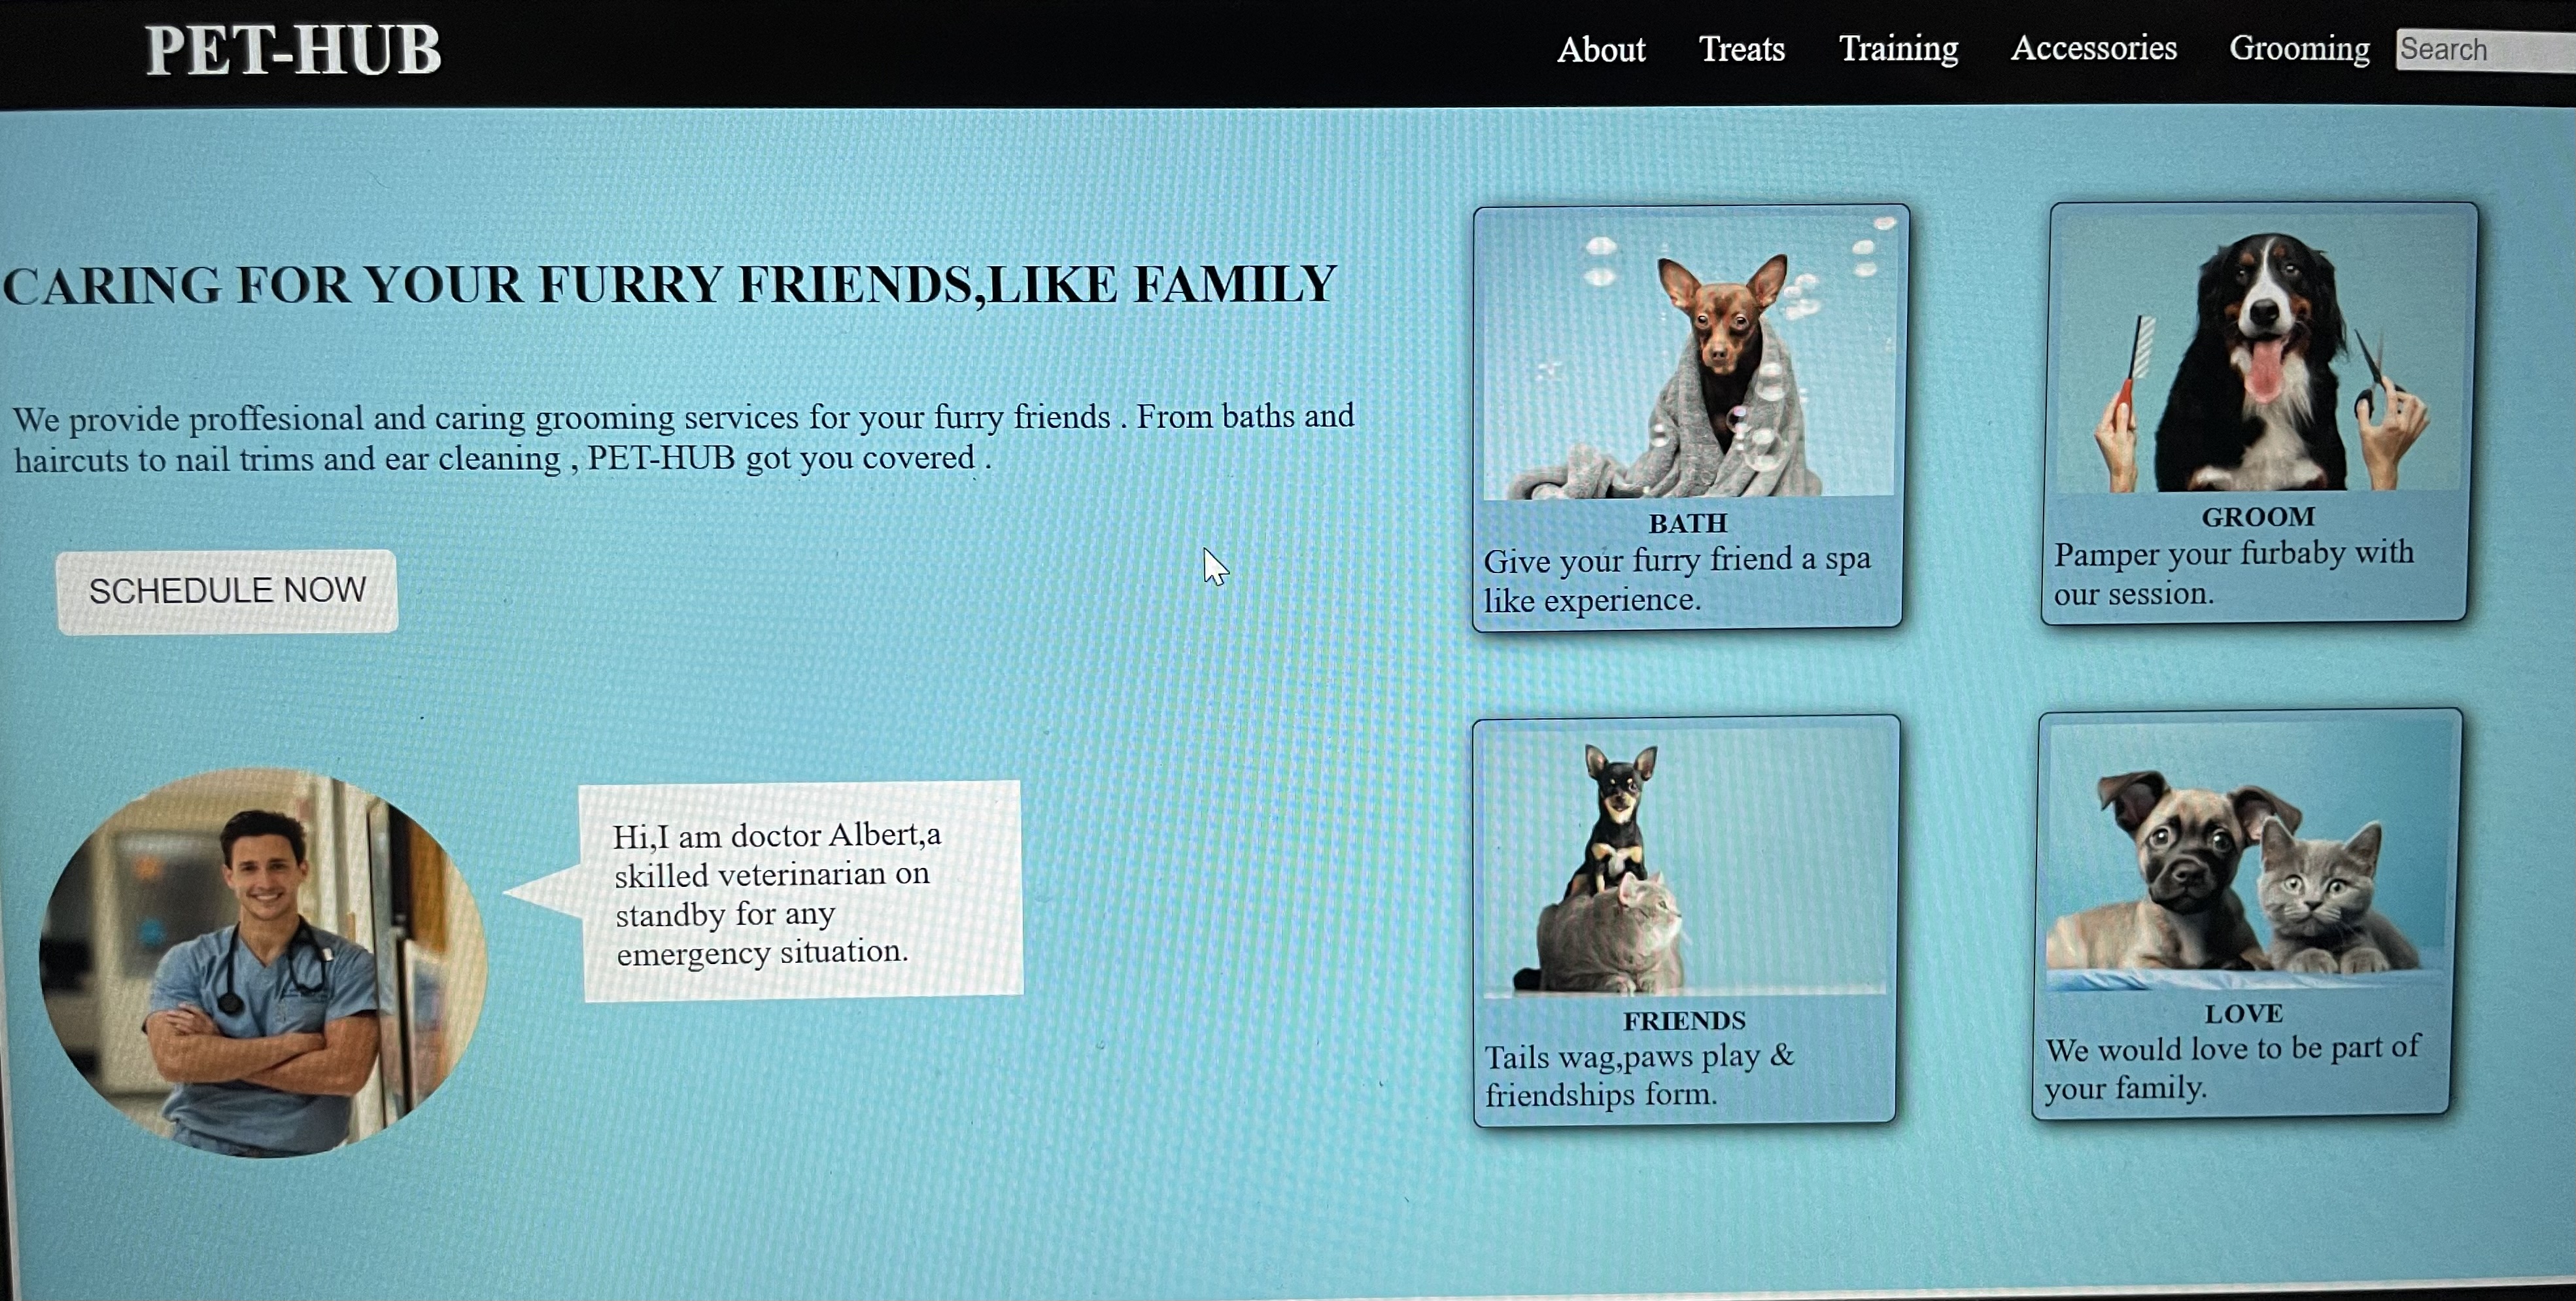 PET-HUB
About Treats Training Accessories Grooming Search
CARING FOR YOUR FURRY FRIENDS,LIKE FAMILY
We provide proffesional and caring grooming services for your furry friends . From baths and
haircuts to nail trims and ear cleaning , PET-HUB got you covered .
SCHEDULE NOW
Hi,I am doctor Albert,a
skilled veterinarian on
standby for any
emergency situation.
BATH
Give your furry friend a spa
like experience.
GROOM
Pamper your furbaby with
our session.
FRIENDS
Tails wag,paws play &
friendships form.
LOVE
We would love to be part of
your family.